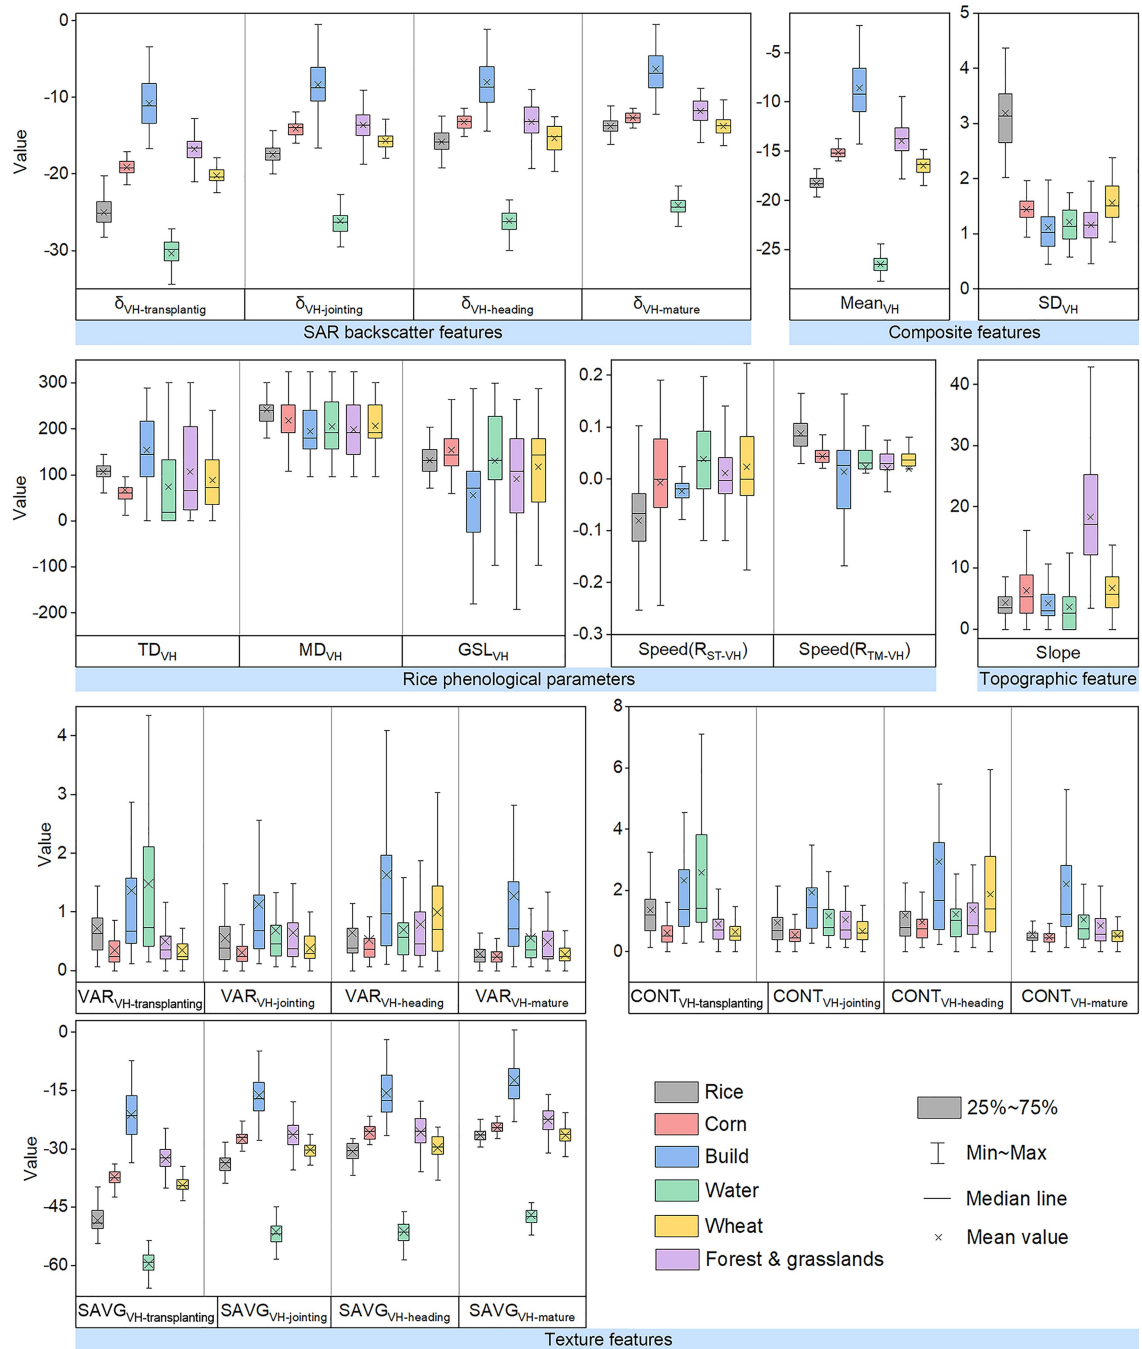 0
-10
-20
-30
Value
δVH-transplantig
δVH-jointing
δVH-heading
δVH-mature
SAR backscatter features
-5
-10
-15
-20
-25
MeanVH
5
4
3
2
1
0
SDVH
Composite features
300
200
100
0
-100
-200
Value
TDVH
MDVH
GSLVH
0.2
0.1
0.0
-0.1
-0.2
-0.3
Speed(RST-VH)
Speed(RTM-VH)
Rice phenological parameters
40
30
20
10
0
Slope
Topographic feature
4
3
2
1
0
Value
VARVH-transplanting
VARVH-jointing
VARVH-heading
VARVH-mature
8
6
4
2
0
CONTVH-tansplanting
CONTVH-jointing
CONTVH-heading
CONTVH-mature
0
-15
-30
-45
-60
Value
SAVGVH-transplanting
SAVGVH-jointing
SAVGVH-heading
SAVGVH-mature
Rice
Corn
Build
Water
Wheat
Forest & grasslands
25%~75%
Min~Max
Median line
Mean value
Texture features